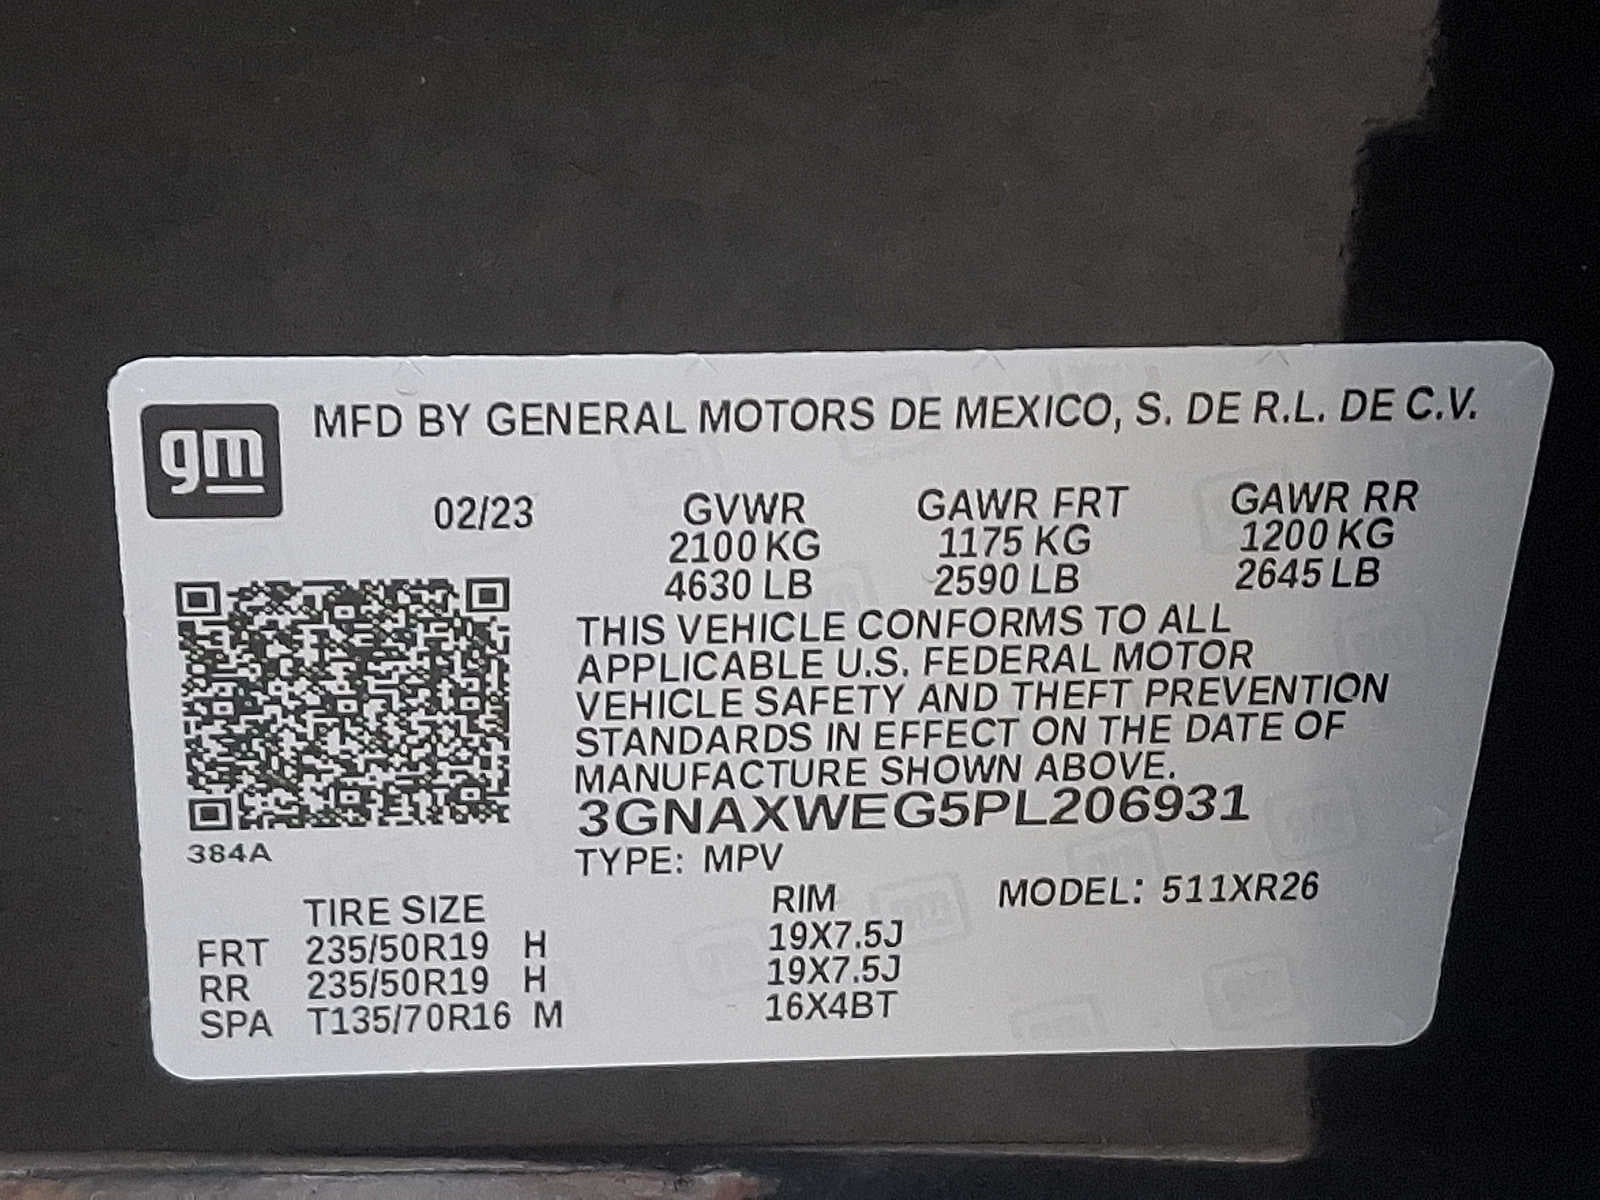 gm
MFD BY GENERAL MOTORS DE MEXICO, S. DE R.L. DE C.V.
02/23 GVWR GAWR FRT GAWR RR
2100 KG 1175 KG 1200 KG
4630 LB 2590 LB 2645 LB
THIS VEHICLE CONFORMS TO ALL
APPLICABLE U.S. FEDERAL MOTOR
VEHICLE SAFETY AND THEFT PREVENTION
STANDARDS IN EFFECT ON THE DATE OF
MANUFACTURE SHOWN ABOVE.
3GNAXWEG5PL206931
384A
TYPE: MPV
TIRE SIZE RIM MODEL: 511XR26
FRT 235/50R19 H 19X7.5J
RR 235/50R19 H 19X7.5J
SPA T135/70R16 M 16X4BT